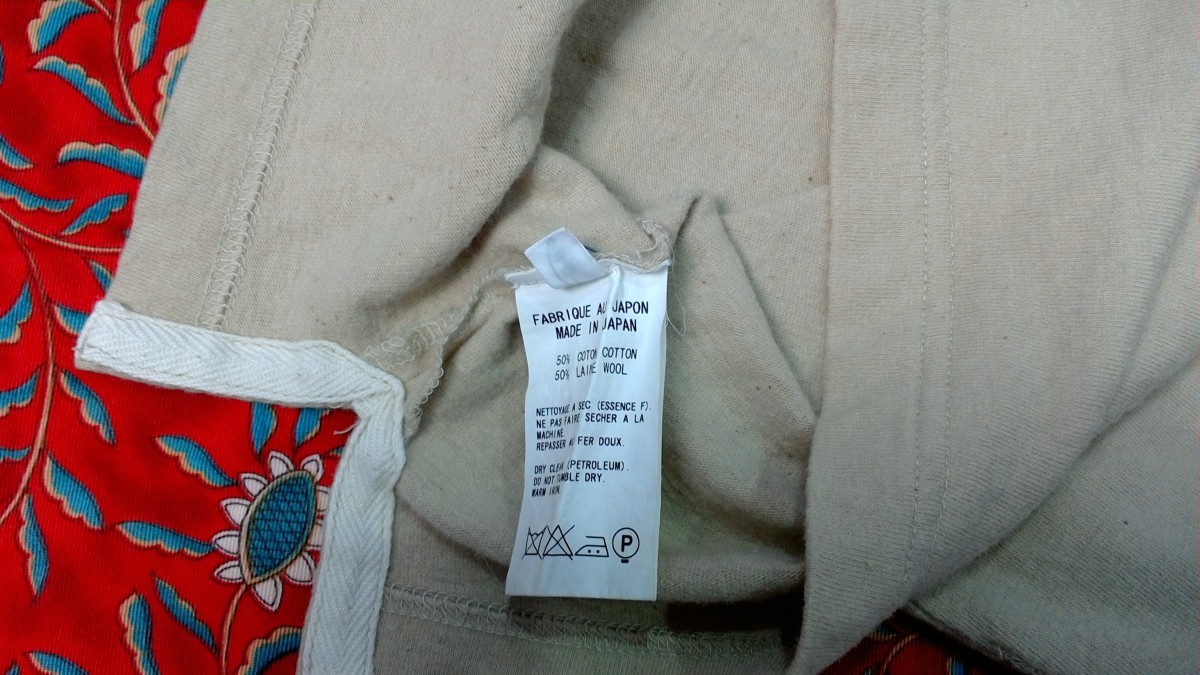 FABRIQUE AU JAPON
MADE IN JAPAN
50% COTON COTTON
50% LAINE WOOL
NETTOYAGE A SEC (ESSENCE F).
NE PAS FAIRE SECHER A LA
MACHINE.
REPASSER AU FER DOUX.
DRY CLEAN (PETROLEUM).
DO NOT TUMBLE DRY.
WARM IRON.
P